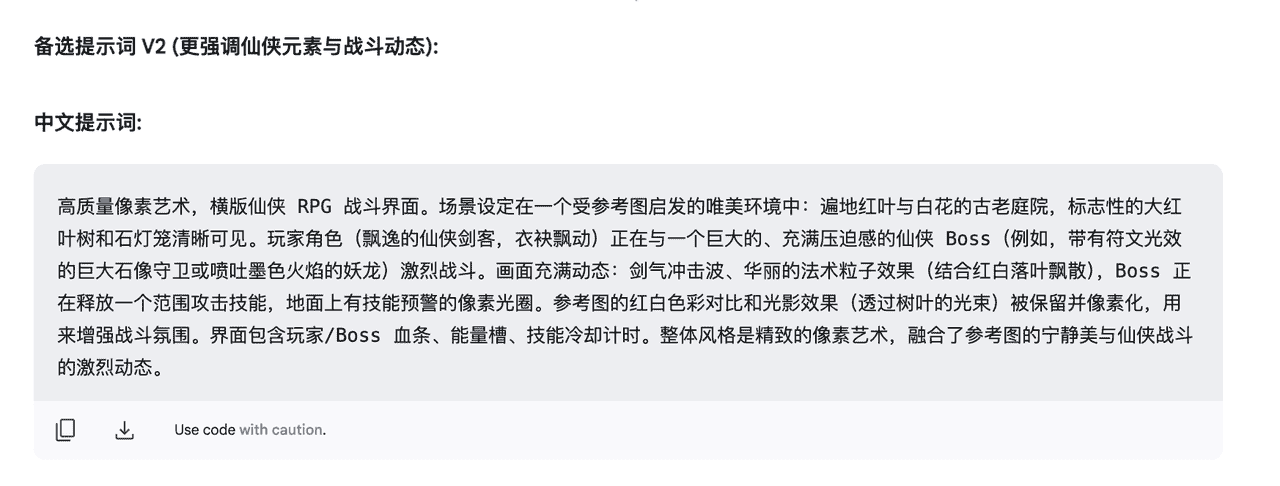 备选提示词 V2 (更强调仙侠元素与战斗动态):
中文提示词:
高质量像素艺术，横版仙侠 RPG 战斗界面。场景设定在一个受参考图启发的唯美环境中：遍地红叶与白花的古老庭院，标志性的大红
叶树和石灯笼清晰可见。玩家角色（飘逸的仙侠剑客，衣袂飘动）正在与一个巨大的、充满压迫感的仙侠 Boss（例如，带有符文光效
的巨大石像守卫或喷吐墨色火焰的妖龙）激烈战斗。画面充满动态：剑气冲击波、华丽的法术粒子效果（结合红白落叶飘散），Boss 正
在释放一个范围攻击技能，地面上有技能预警的像素光圈。参考图的红白色彩对比和光影效果（透过树叶的光束）被保留并像素化，用
来增强战斗氛围。界面包含玩家/Boss 血条、能量槽、技能冷却计时。整体风格是精致的像素艺术，融合了参考图的宁静美与仙侠战斗
的激烈动态。
Use code with caution.